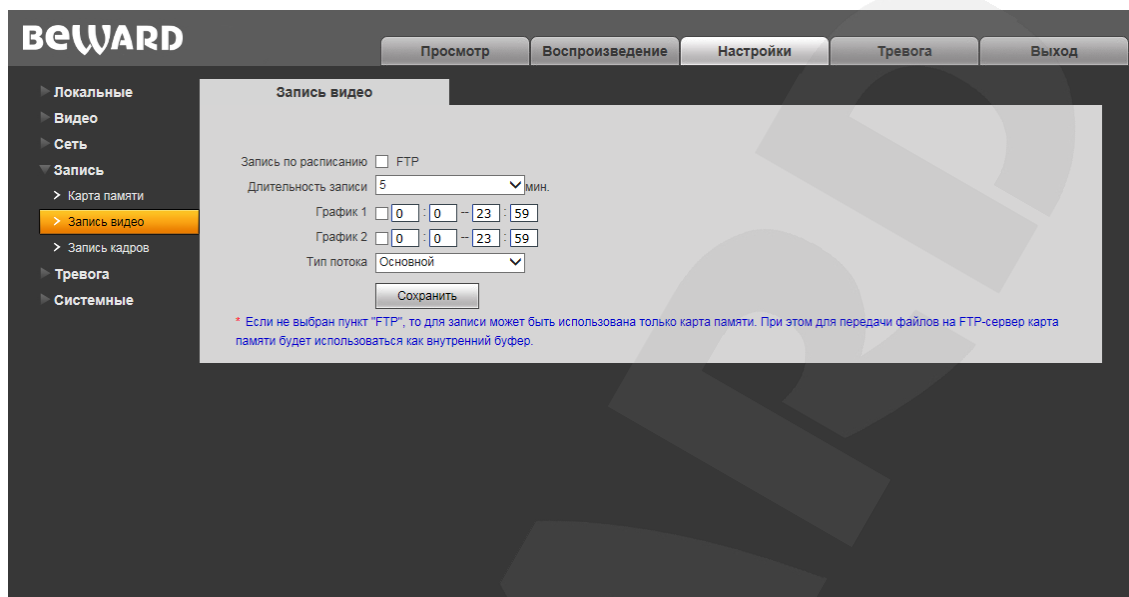 BEWARD
Просмотр Воспроизведение Настройки Тревога Выход
Локальные
Видео
Сеть
Запись
> Карта памяти
> Запись видео
> Запись кадров
Тревога
Системные
Запись видео
Запись по расписанию FTP
Длительность записи 5 мин.
График 1 0 : 0 -- 23 : 59
График 2 0 : 0 -- 23 : 59
Тип потока Основной
Сохранить
* Если не выбран пункт "FTP", то для записи может быть использована только карта памяти. При этом для передачи файлов на FTP-сервер карта
памяти будет использоваться как внутренний буфер.